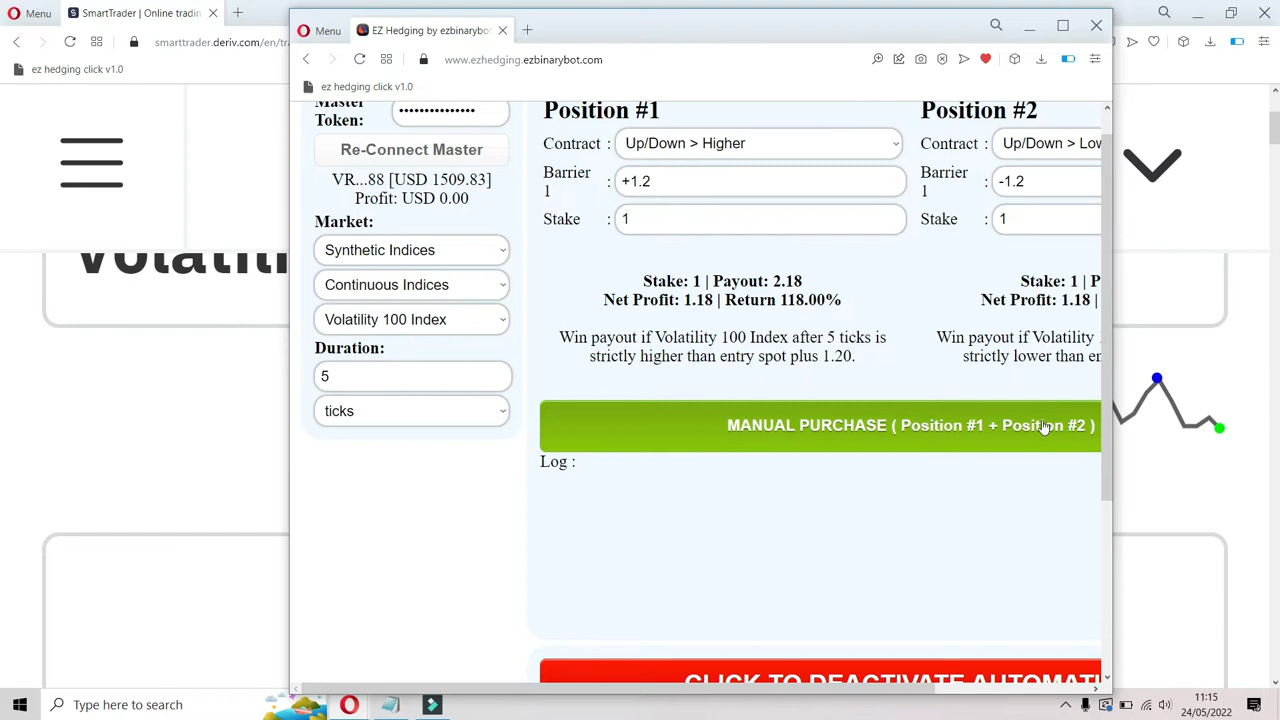 Menu
SmartTrader | Online tradin
smarttrader.deriv.com/en/tra
ez hedging click v1.0
Menu
EZ Hedging by ezbinarybot
www.ezhedging.ezbinarybot.com
ez hedging click v1.0
Master
Token:
•••••••••••••••
Re-Connect Master
VR...88 [USD 1509.83]
Profit: USD 0.00
Market:
Synthetic Indices
Continuous Indices
Volatility 100 Index
Duration:
5
ticks
Position #1
Contract : Up/Down > Higher
Barrier
1 : +1.2
Stake : 1
Stake: 1 | Payout: 2.18
Net Profit: 1.18 | Return 118.00%
Win payout if Volatility 100 Index after 5 ticks is
strictly higher than entry spot plus 1.20.
Position #2
Contract : Up/Down > Low
Barrier
1 : -1.2
Stake : 1
Stake: 1 | P
Net Profit: 1.18 |
Win payout if Volatility
strictly lower than en
MANUAL PURCHASE ( Position #1 + Position #2 )
Log :
CLICK TO DEACTIVATE AUTOMATI
Volatili
Type here to search
11:15
24/05/2022